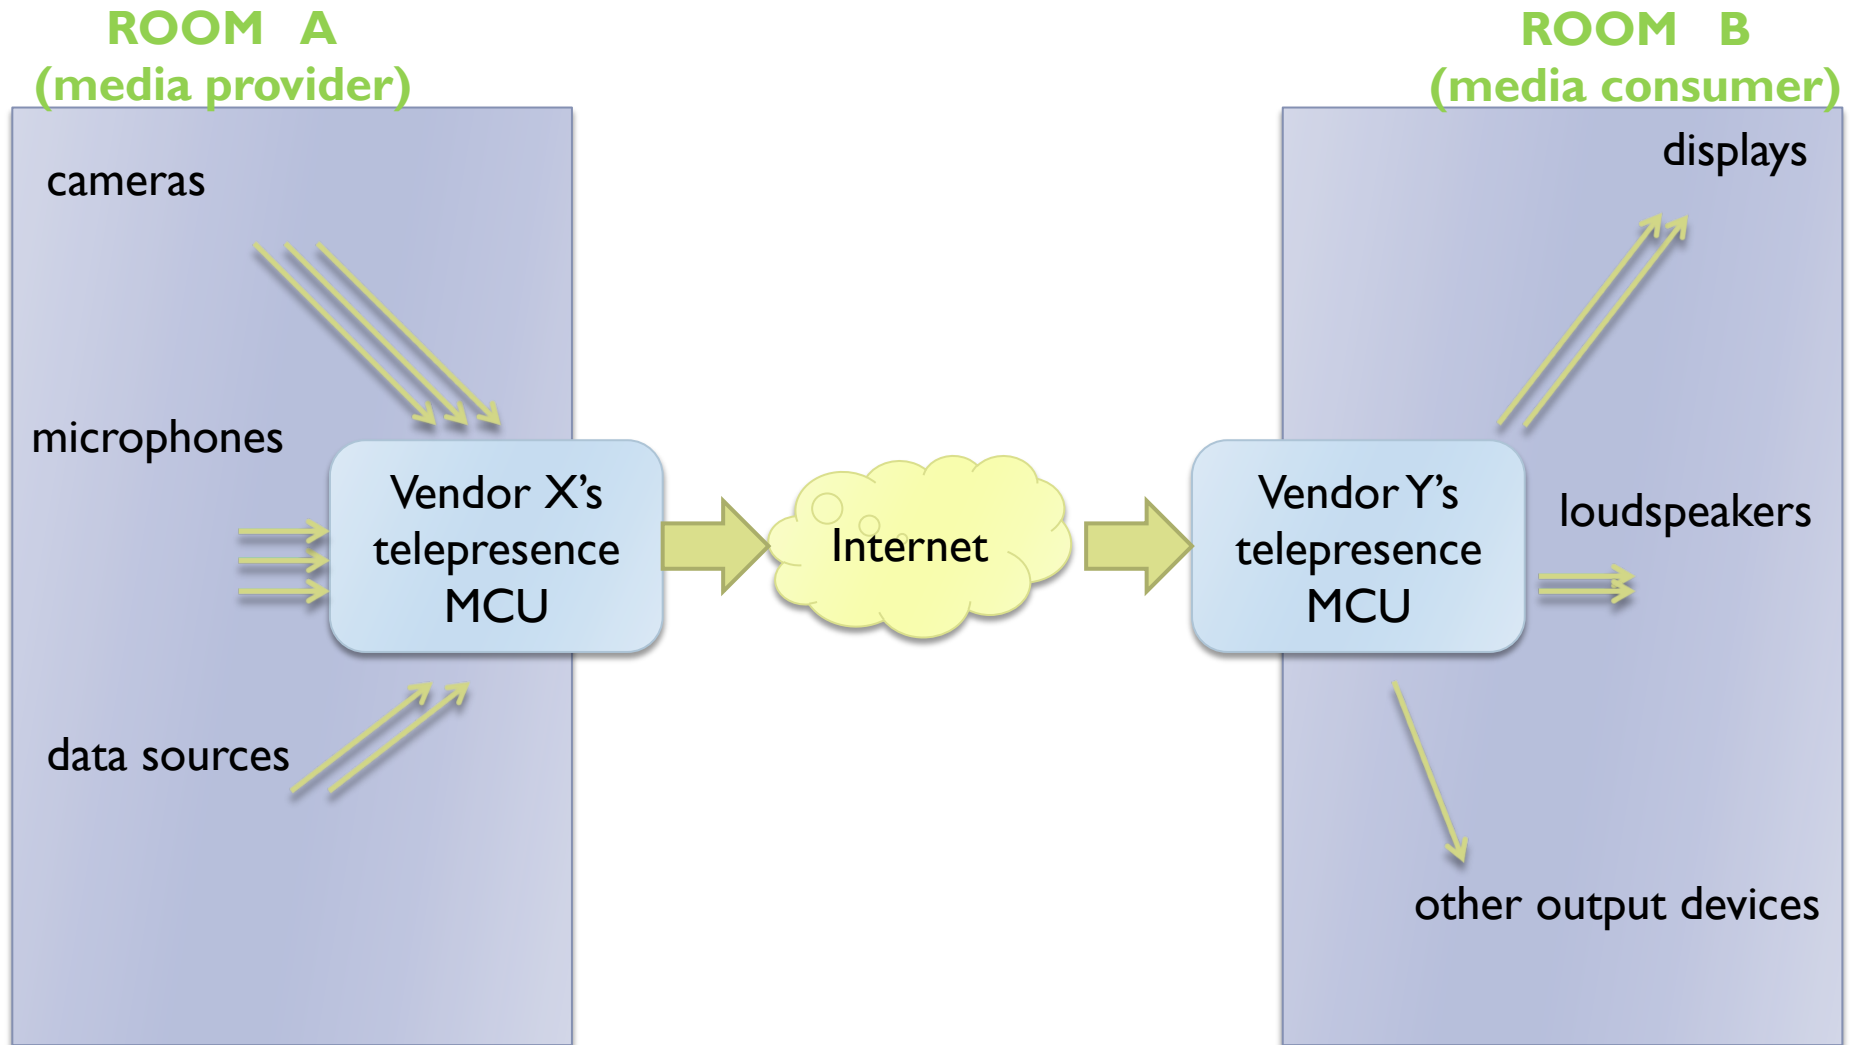 ROOM A
(media provider)
cameras
microphones
Vendor X's
telepresence
MCU
data sources
Internet
ROOM B
(media consumer)
displays
Vendor Y's
telepresence
MCU
loudspeakers
other output devices